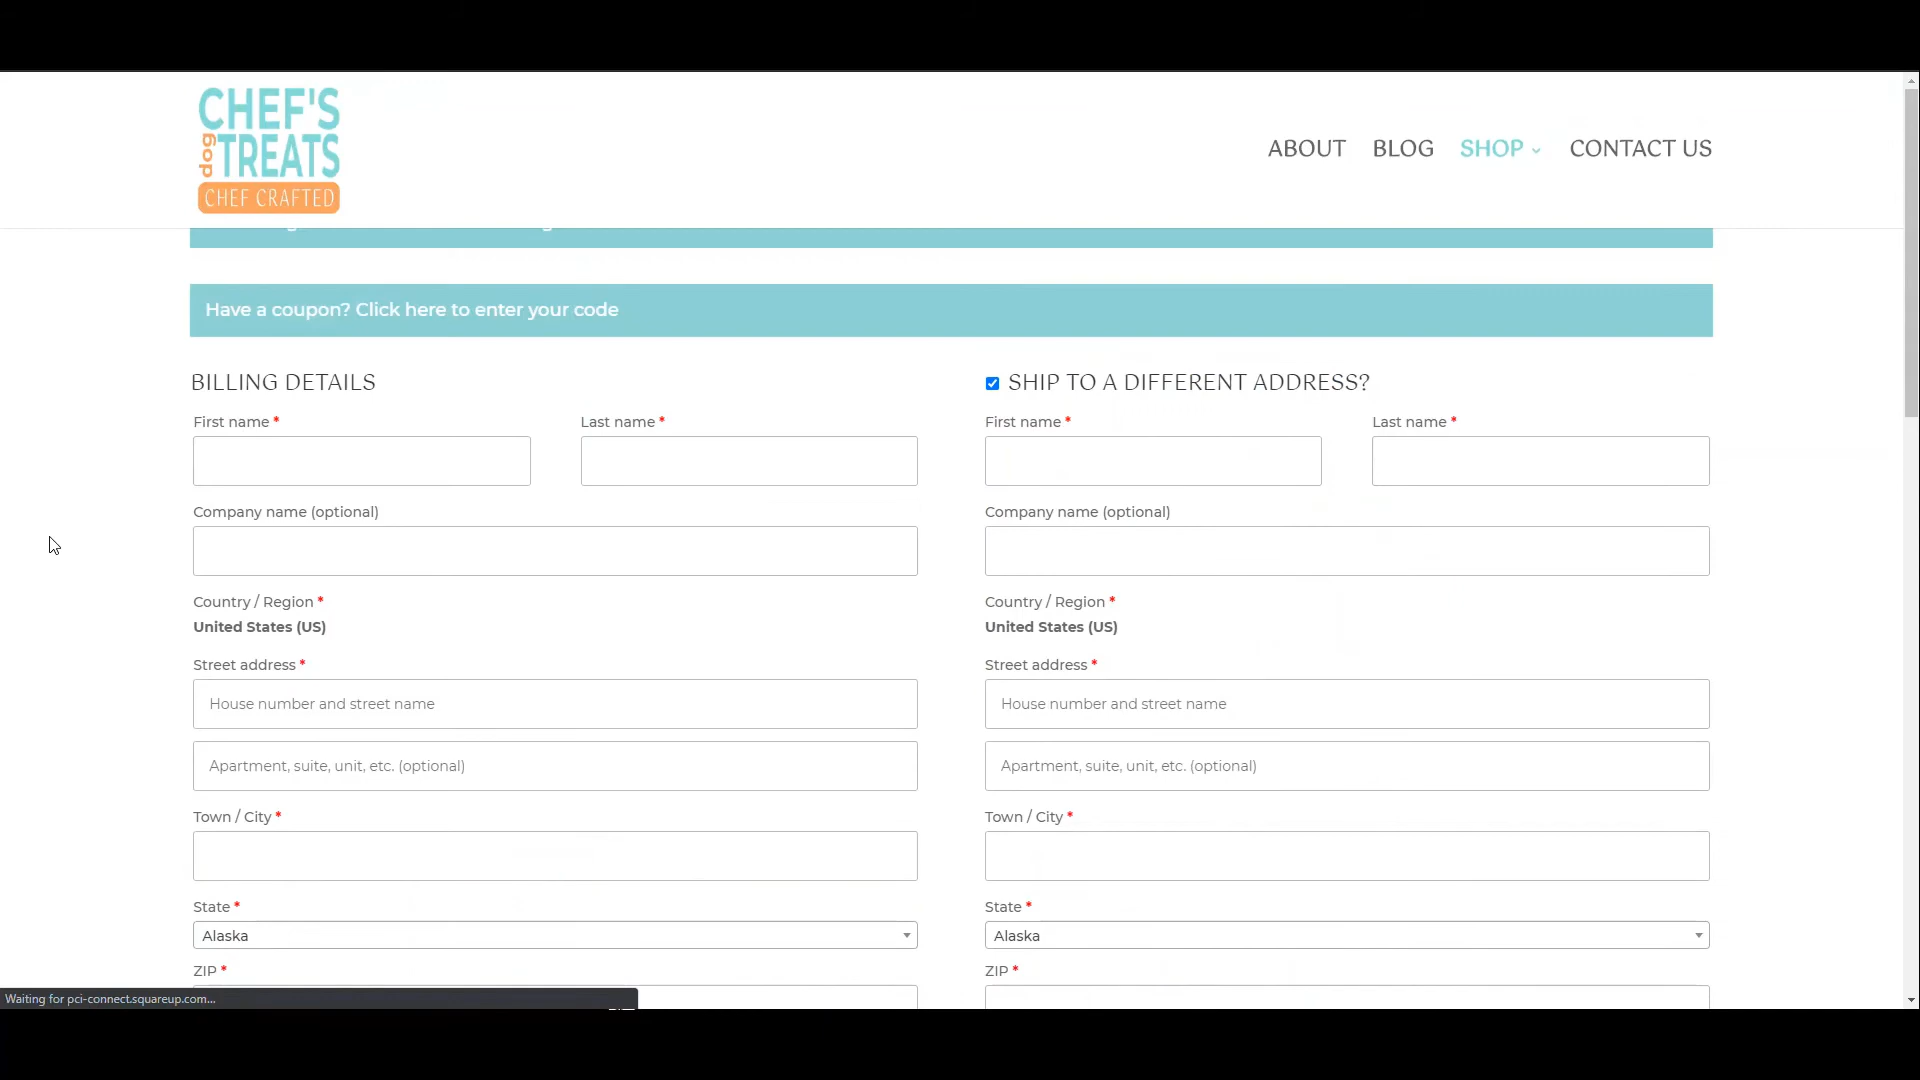 CHEF'S
dog TREATS
CHEF CRAFTED
ABOUT BLOG SHOP CONTACT US
Have a coupon? Click here to enter your code
BILLING DETAILS
SHIP TO A DIFFERENT ADDRESS?
First name * Last name *
First name * Last name *
Company name (optional)
Company name (optional)
Country / Region *
United States (US)
Country / Region *
United States (US)
Street address *
House number and street name
Apartment, suite, unit, etc. (optional)
Street address *
House number and street name
Apartment, suite, unit, etc. (optional)
Town / City *
Town / City *
State *
Alaska
State *
Alaska
ZIP *
ZIP *
Waiting for pci-connect.squareup.com...